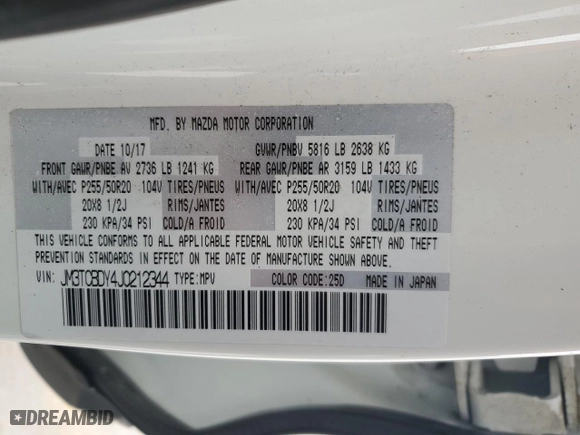 MFD. BY MAZDA MOTOR CORPORATION
DATE 10/17 GVWR/PNBV 5816 LB 2638 KG
FRONT GAWR/PNBE AV 2736 LB 1241 KG REAR GAWR/PNBE AR 3159 LB 1433 KG
WITH/AVEC P255/50R20 104V TIRES/PNEUS WITH/AVEC P255/50R20 104V TIRES/PNEUS
20X8 1/2J RIMS/JANTES 20X8 1/2J RIMS/JANTES
230 KPA/34 PSI COLD/A FROID 230 KPA/34 PSI COLD/A FROID
THIS VEHICLE CONFORMS TO ALL APPLICABLE FEDERAL MOTOR VEHICLE SAFETY AND THEFT
PREVENTION STANDARDS IN EFFECT ON THE DATE OF MANUFACTURE SHOWN ABOVE.
VIN: JM3TCBDY4J0212344 TYPE:MPV COLOR CODE:25D MADE IN JAPAN
DREAMBID